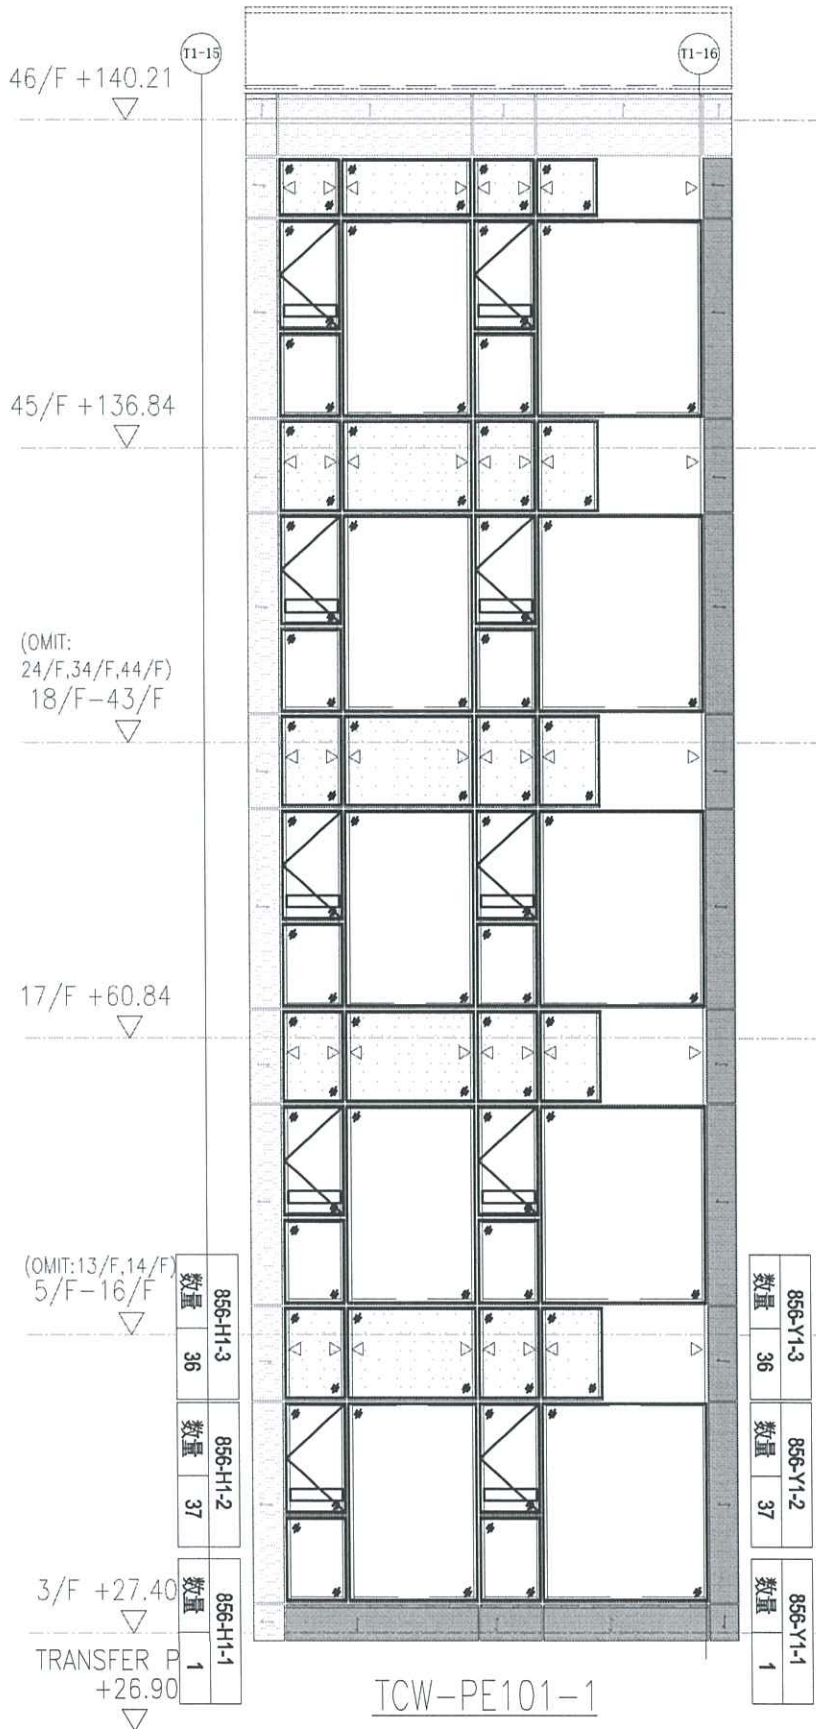 T1-15
T1-16
46/F +140.21
45/F +136.84
(OMIT:
24/F,34/F,44/F)
18/F-43/F
17/F +60.84
(OMIT:13/F,14/F)
5/F-16/F
3/F +27.40
TRANSFER P
+26.90
856-H1-3
数量 36
856-H1-2
数量 37
856-H1-1
数量 1
856-Y1-3
数量 36
856-Y1-2
数量 37
856-Y1-1
数量 1
TCW-PE101-1